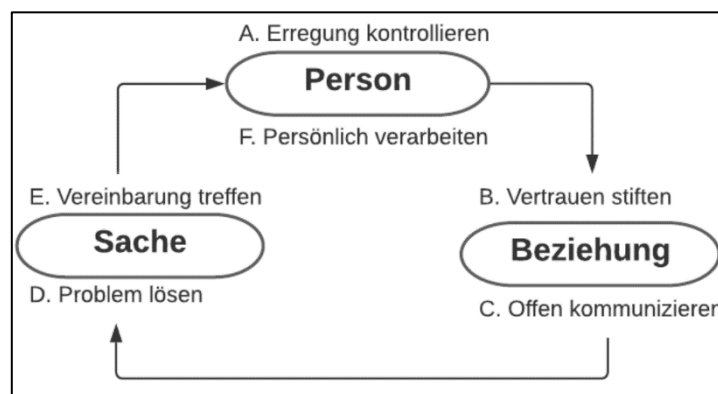 A. Erregung kontrollieren
Person
F. Persönlich verarbeiten
E. Vereinbarung treffen
Sache
D. Problem lösen
B. Vertrauen stiften
Beziehung
C. Offen kommunizieren